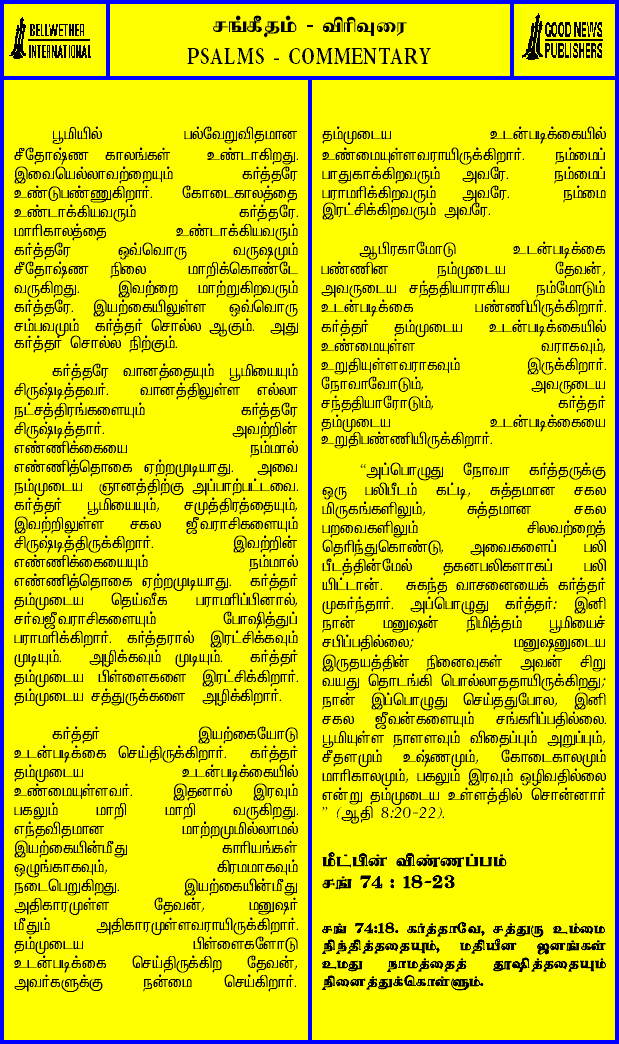 BELLWETHER
INTERNATIONAL
சங்கீதம் - விரிவுரை
PSALMS - COMMENTARY
GOOD NEWS
PUBLISHERS
பூமியில் பல்வேறுவிதமான
சீதோஷ்ண காலங்கள் உண்டாகிறது.
இவையெல்லாவற்றையும் கர்த்தரே
உண்டுபண்ணுகிறார். கோடைகாலத்தை
உண்டாக்கியவரும் கர்த்தரே.
மாரிகாலத்தை உண்டாக்கியவரும்
கர்த்தரே ஒவ்வொரு வருஷமும்
சீதோஷ்ண நிலை மாறிக்கொண்டே
வருகிறது. இவற்றை மாற்றுகிறவரும்
கர்த்தரே. இயற்கையிலுள்ள ஒவ்வொரு
சம்பவமும் கர்த்தர் சொல்ல ஆகும். அது
கர்த்தர் சொல்ல நிற்கும்.
கர்த்தரே வானத்தையும் பூமியையும்
சிருஷ்டித்தவர். வானத்திலுள்ள எல்லா
நட்சத்திரங்களையும் கர்த்தரே
சிருஷ்டித்தார். அவற்றின்
எண்ணிக்கையை நம்மால்
எண்ணித்தொகை ஏற்றமுடியாது. அவை
நம்முடைய ஞானத்திற்கு அப்பாற்பட்டவை.
கர்த்தர் பூமியையும், சமுத்திரத்தையும்,
இவற்றிலுள்ள சகல ஜீவராசிகளையும்
சிருஷ்டித்திருக்கிறார். இவற்றின்
எண்ணிக்கையையும் நம்மால்
எண்ணித்தொகை ஏற்றமுடியாது. கர்த்தர்
தம்முடைய தெய்வீக பராமரிப்பினால்,
சர்வஜீவராசிகளையும் போஷித்துப்
பராமரிக்கிறார். கர்த்தரால் இரட்சிக்கவும்
முடியும். அழிக்கவும் முடியும். கர்த்தர்
தம்முடைய பிள்ளைகளை இரட்சிக்கிறார்.
தம்முடைய சத்துருக்களை அழிக்கிறார்.
கர்த்தர் இயற்கையோடு
உடன்படிக்கை செய்திருக்கிறார். கர்த்தர்
தம்முடைய உடன்படிக்கையில்
உண்மையுள்ளவர். இதனால் இரவும்
பகலும் மாறி மாறி வருகிறது.
எந்தவிதமான மாற்றமுமில்லாமல்
இயற்கையின்மீது காரியங்கள்
ஒழுங்காகவும், கிரமமாகவும்
நடைபெறுகிறது. இயற்கையின்மீது
அதிகாரமுள்ள தேவன், மனுஷர்
மீதும் அதிகாரமுள்ளவராயிருக்கிறார்.
தம்முடைய பிள்ளைகளோடு
உடன்படிக்கை செய்திருக்கிற தேவன்,
அவர்களுக்கு நன்மை செய்கிறார்.
தம்முடைய உடன்படிக்கையில்
உண்மையுள்ளவராயிருக்கிறார். நம்மைப்
பாதுகாக்கிறவரும் அவரே. நம்மைப்
பராமரிக்கிறவரும் அவரே. நம்மை
இரட்சிக்கிறவரும் அவரே.
ஆபிரகாமோடு உடன்படிக்கை
பண்ணின நம்முடைய தேவன்,
அவருடைய சந்ததியாராகிய நம்மோடும்
உடன்படிக்கை பண்ணியிருக்கிறார்.
கர்த்தர் தம்முடைய உடன்படிக்கையில்
உண்மையுள்ள வராகவும்,
உறுதியுள்ளவராகவும் இருக்கிறார்.
நோவாவோடும், அவருடைய
சந்ததியாரோடும், கர்த்தர்
தம்முடைய உடன்படிக்கையை
உறுதிபண்ணியிருக்கிறார்.
“அப்பொழுது நோவா கர்த்தருக்கு
ஒரு பலிபீடம் கட்டி, சுத்தமான சகல
மிருகங்களிலும், சுத்தமான சகல
பறவைகளிலும் சிலவற்றைத்
தெரிந்துகொண்டு, அவைகளைப் பலி
பீடத்தின்மேல் தகனபலிகளாகப் பலி
யிட்டான். சுகந்த வாசனையைக் கர்த்தர்
முகர்ந்தார். அப்பொழுது கர்த்தர்: இனி
நான் மனுஷன் நிமித்தம் பூமியைச்
சபிப்பதில்லை; மனுஷனுடைய
இருதயத்தின் நினைவுகள் அவன் சிறு
வயது தொடங்கி பொல்லாததாயிருக்கிறது;
நான் இப்பொழுது செய்ததுபோல, இனி
சகல ஜீவன்களையும் சங்கரிப்பதில்லை.
பூமியுள்ள நாளளவும் விதைப்பும் அறுப்பும்,
சீதளமும் உஷ்ணமும், கோடைகாலமும்
மாரிகாலமும், பகலும் இரவும் ஒழிவதில்லை
என்று தம்முடைய உள்ளத்தில் சொன்னார்
” (ஆதி 8:20-22).
மீட்பின் விண்ணப்பம்
சங் 74 : 18-23
சங் 74:18. கர்த்தாவே, சத்துரு உம்மை
நிந்தித்ததையும், மதியீன ஜனங்கள்
உமது நாமத்தைத் தூஷித்ததையும்
நினைத்துக்கொள்ளும்.